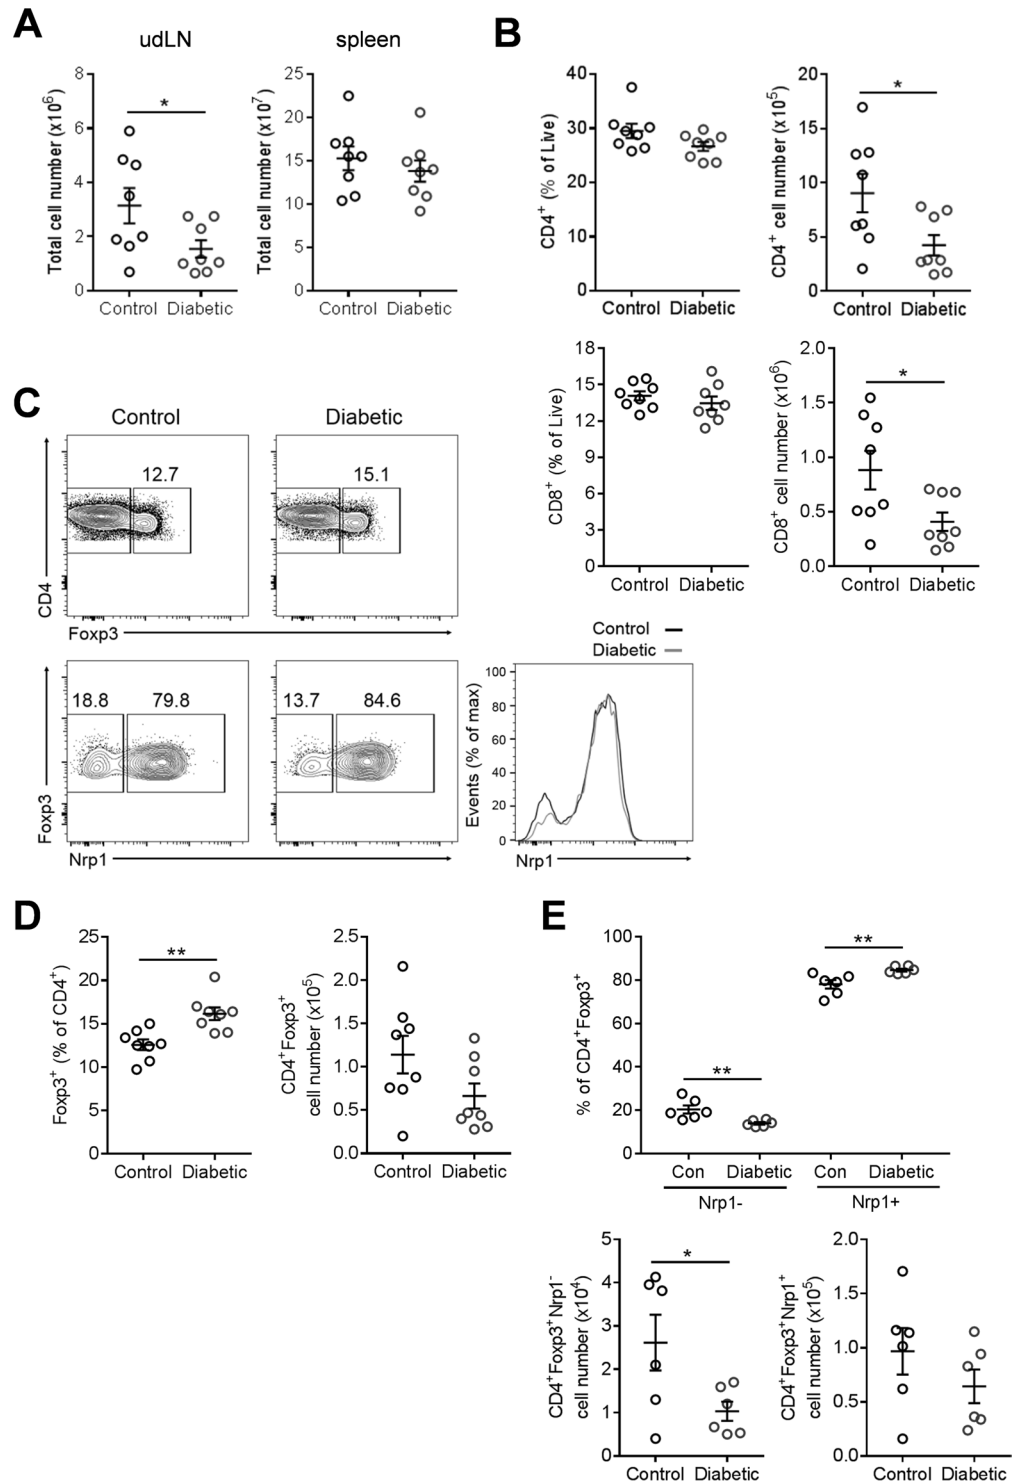 A
udLN
spleen
Total cell number (x10⁶)
8
6
4
2
0
*
Control
Diabetic
Total cell number (x10⁷)
25
20
15
10
5
0
Control
Diabetic
B
CD4⁺ (% of Live)
40
30
20
10
0
Control
Diabetic
CD4⁺ cell number (x10⁵)
20
15
10
5
0
*
Control
Diabetic
CD8⁺ (% of Live)
18
15
12
9
6
3
0
Control
Diabetic
CD8⁺ cell number (x10⁶)
2.0
1.5
1.0
0.5
0.0
*
Control
Diabetic
C
Control
Diabetic
12.7
15.1
CD4
Foxp3
18.8
79.8
13.7
84.6
Foxp3
Nrp1
Control
Diabetic
Events (% of max)
100
80
60
40
20
0
Nrp1
D
Foxp3⁺ (% of CD4⁺)
25
20
15
10
5
0
**
Control
Diabetic
CD4⁺Foxp3⁺
cell number (x10⁵)
2.5
2.0
1.5
1.0
0.5
0.0
Control
Diabetic
E
% of CD4⁺Foxp3⁺
100
80
60
40
20
0
**
**
Con
Diabetic
Con
Diabetic
Nrp1-
Nrp1+
CD4⁺Foxp3⁺Nrp1⁻
cell number (x10⁴)
5
4
3
2
1
0
*
Control
Diabetic
CD4⁺Foxp3⁺Nrp1⁺
cell number (x10⁵)
2.0
1.5
1.0
0.5
0.0
Control
Diabetic